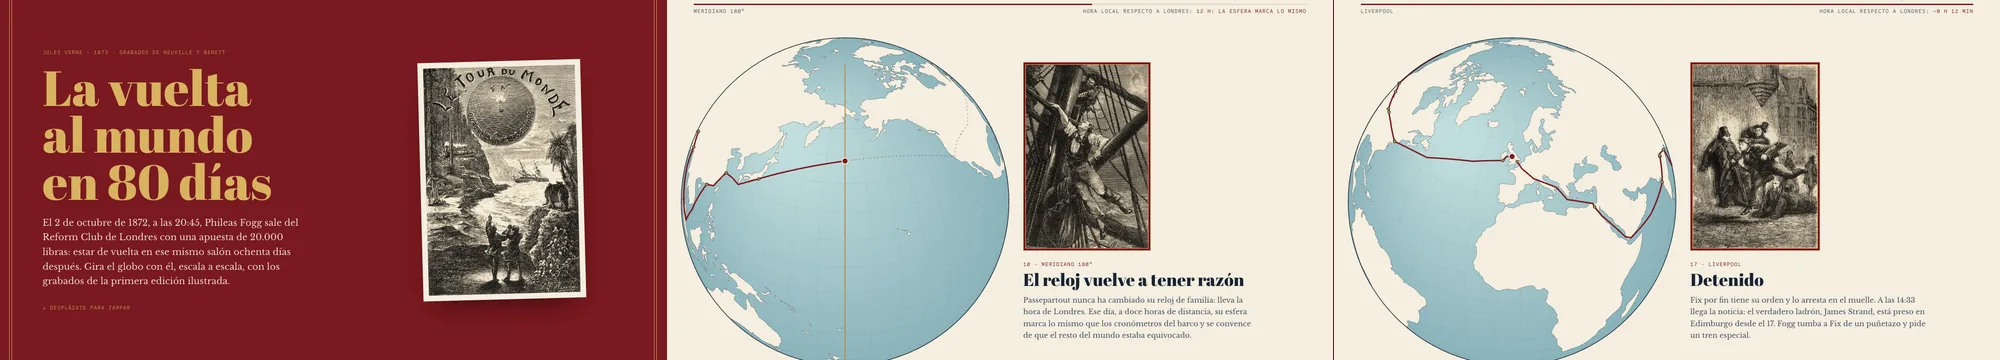 JULES VERNE · 1873 · GRABADOS DE NEUVILLE Y BENETT
La vuelta
al mundo
en 80 días
El 2 de octubre de 1872, a las 20:45, Phileas Fogg sale del
Reform Club de Londres con una apuesta de 20.000
libras: estar de vuelta en ese mismo salón ochenta días
después. Gira el globo con él, escala a escala, con los
grabados de la primera edición ilustrada.
↓ DESPLÁZATE PARA ZARPAR
LE TOUR DU MONDE
MERIDIANO 180°
HORA LOCAL RESPECTO A LONDRES: 12 H: LA ESFERA MARCA LO MISMO
10 · MERIDIANO 180°
El reloj vuelve a tener razón
Passepartout nunca ha cambiado su reloj de familia: lleva la
hora de Londres. Ese día, a doce horas de distancia, su esfera
marca lo mismo que los cronómetros del barco y se convence
de que el resto del mundo estaba equivocado.
LIVERPOOL
HORA LOCAL RESPECTO A LONDRES: −0 H 12 MIN
17 · LIVERPOOL
Detenido
Fix por fin tiene su orden y lo arresta en el muelle. A las 14:33
llega la noticia: el verdadero ladrón, James Strand, está preso en
Edimburgo desde el 17. Fogg tumba a Fix de un puñetazo y pide
un tren especial.